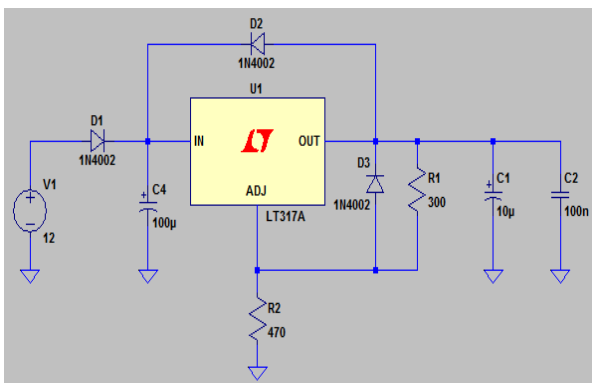 D2
1N4002
U1
D1
1N4002
IN
OUT
ADJ
LT317A
D3
1N4002
R1
300
C1
10µ
C2
100n
V1
12
C4
100µ
R2
470